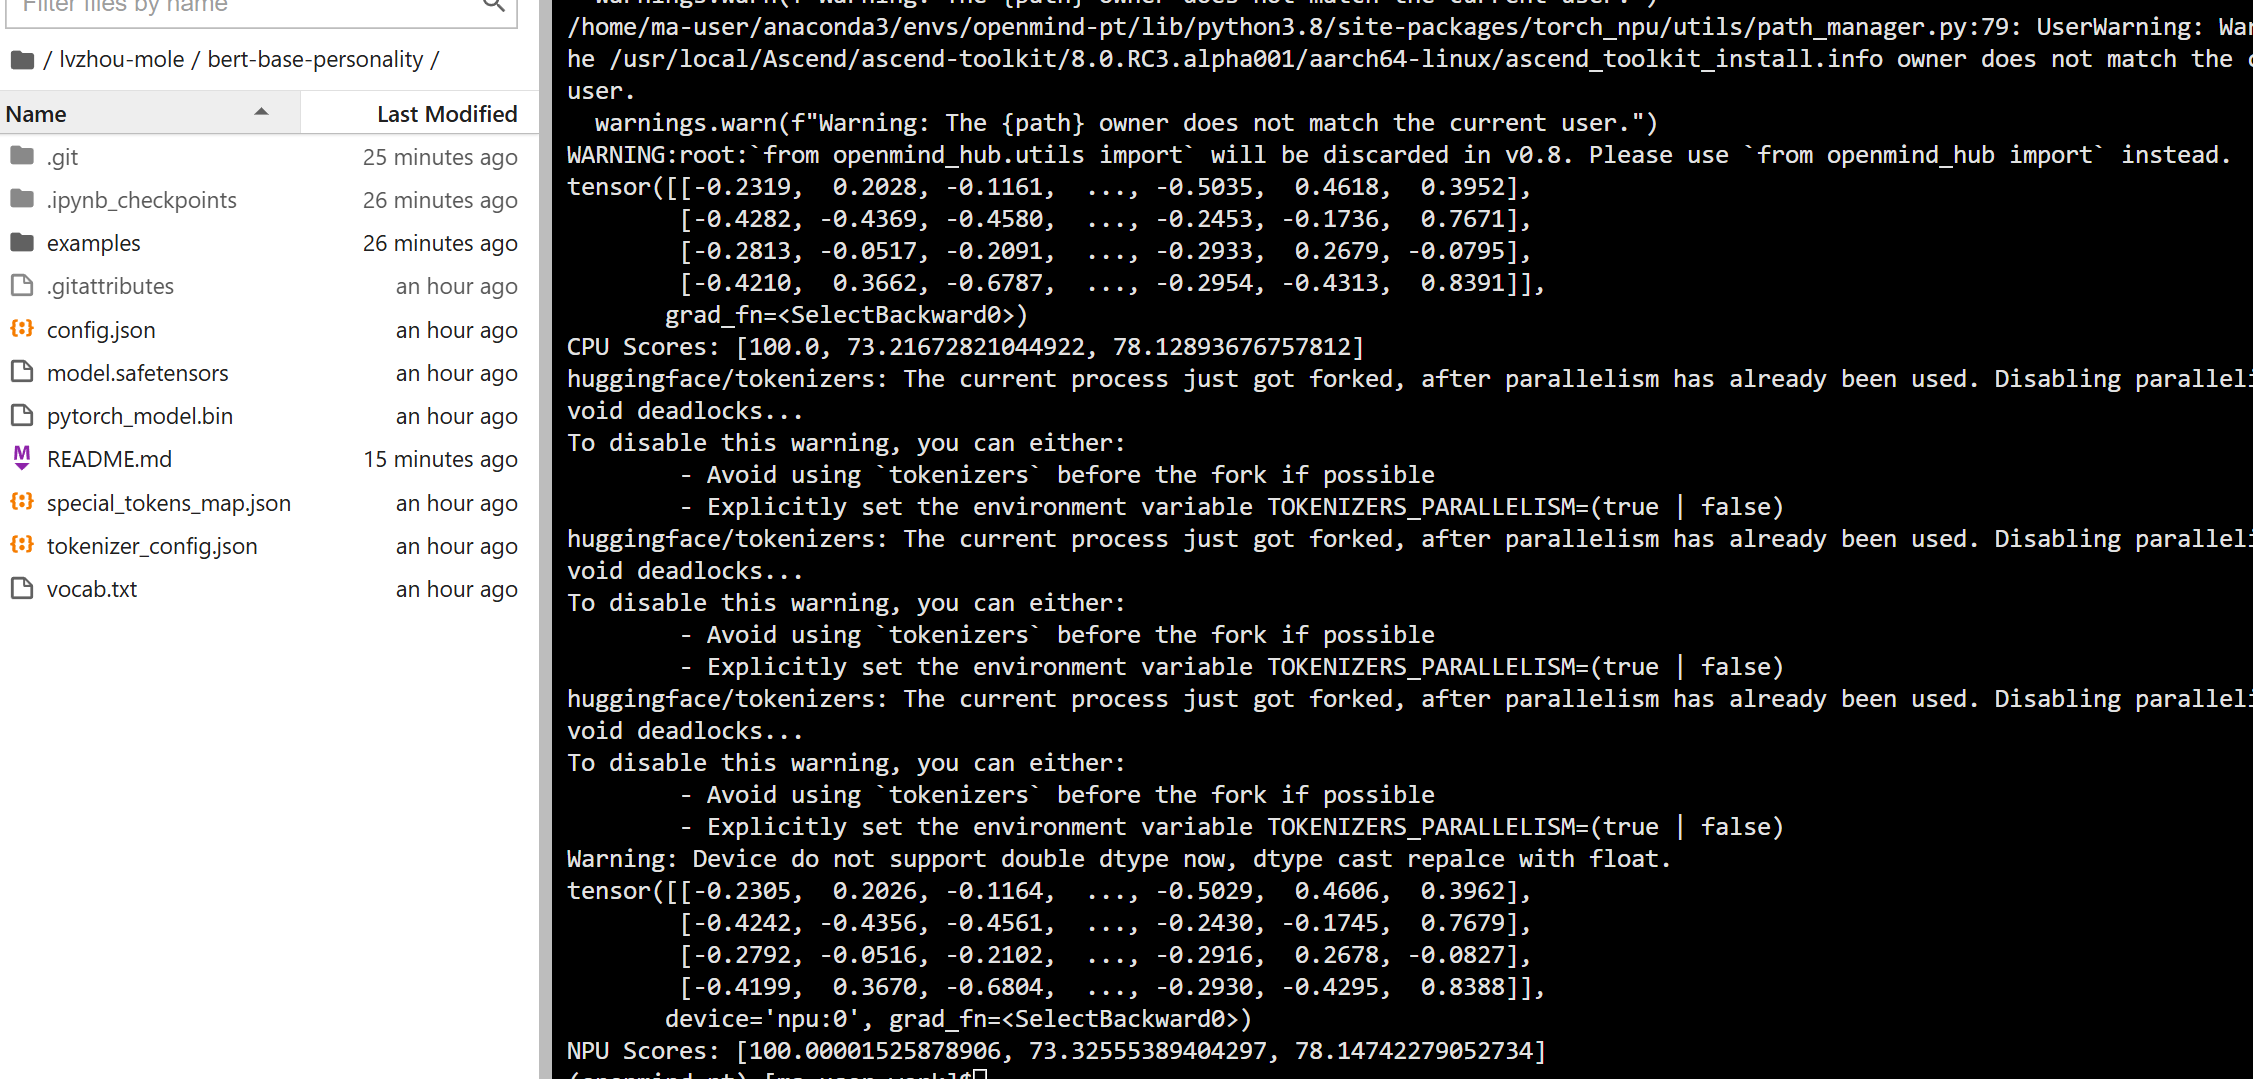 Filter files by name
/ lvzhou-mole / bert-base-personality /
Name Last Modified
.git 25 minutes ago
.ipynb_checkpoints 26 minutes ago
examples 26 minutes ago
.gitattributes an hour ago
config.json an hour ago
model.safetensors an hour ago
pytorch_model.bin an hour ago
README.md 15 minutes ago
special_tokens_map.json an hour ago
tokenizer_config.json an hour ago
vocab.txt an hour ago
warnings.warn(f"Warning: The {path} owner does not match the current user.")
/home/ma-user/anaconda3/envs/openmind-pt/lib/python3.8/site-packages/torch_npu/utils/path_manager.py:79: UserWarning: War
he /usr/local/Ascend/ascend-toolkit/8.0.RC3.alpha001/aarch64-linux/ascend_toolkit_install.info owner does not match the c
user.
  warnings.warn(f"Warning: The {path} owner does not match the current user.")
WARNING:root:`from openmind_hub.utils import` will be discarded in v0.8. Please use `from openmind_hub import` instead.
tensor([[-0.2319,  0.2028, -0.1161,  ..., -0.5035,  0.4618,  0.3952],
        [-0.4282, -0.4369, -0.4580,  ..., -0.2453, -0.1736,  0.7671],
        [-0.2813, -0.0517, -0.2091,  ..., -0.2933,  0.2679, -0.0795],
        [-0.4210,  0.3662, -0.6787,  ..., -0.2954, -0.4313,  0.8391]],
       grad_fn=<SelectBackward0>)
CPU Scores: [100.0, 73.21672821044922, 78.12893676757812]
huggingface/tokenizers: The current process just got forked, after parallelism has already been used. Disabling paralleli
void deadlocks...
To disable this warning, you can either:
        - Avoid using `tokenizers` before the fork if possible
        - Explicitly set the environment variable TOKENIZERS_PARALLELISM=(true | false)
huggingface/tokenizers: The current process just got forked, after parallelism has already been used. Disabling paralleli
void deadlocks...
To disable this warning, you can either:
        - Avoid using `tokenizers` before the fork if possible
        - Explicitly set the environment variable TOKENIZERS_PARALLELISM=(true | false)
huggingface/tokenizers: The current process just got forked, after parallelism has already been used. Disabling paralleli
void deadlocks...
To disable this warning, you can either:
        - Avoid using `tokenizers` before the fork if possible
        - Explicitly set the environment variable TOKENIZERS_PARALLELISM=(true | false)
Warning: Device do not support double dtype now, dtype cast repalce with float.
tensor([[-0.2305,  0.2026, -0.1164,  ..., -0.5029,  0.4606,  0.3962],
        [-0.4242, -0.4356, -0.4561,  ..., -0.2430, -0.1745,  0.7679],
        [-0.2792, -0.0516, -0.2102,  ..., -0.2916,  0.2678, -0.0827],
        [-0.4199,  0.3670, -0.6804,  ..., -0.2930, -0.4295,  0.8388]],
       device='npu:0', grad_fn=<SelectBackward0>)
NPU Scores: [100.00001525878906, 73.32555389404297, 78.14742279052734]